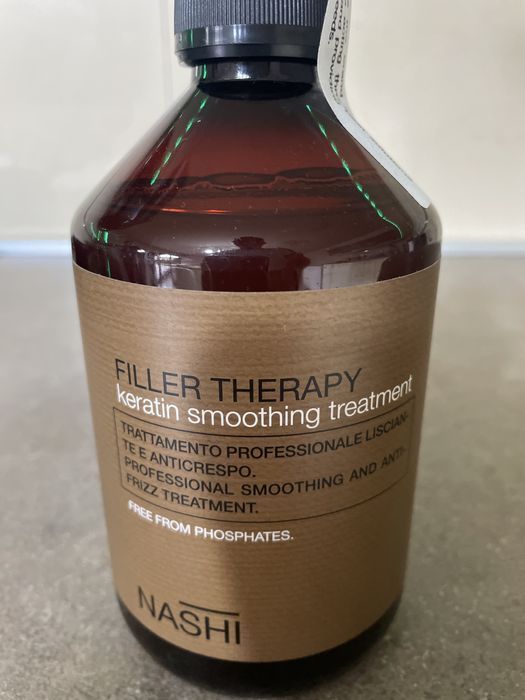 FILLER THERAPY
keratin smoothing treatment
TRATTAMENTO PROFESSIONALE LISCIAN-
TE E ANTICRESPO.
PROFESSIONAL SMOOTHING AND ANTI-
FRIZZ TREATMENT.
FREE FROM PHOSPHATES.
NASHI